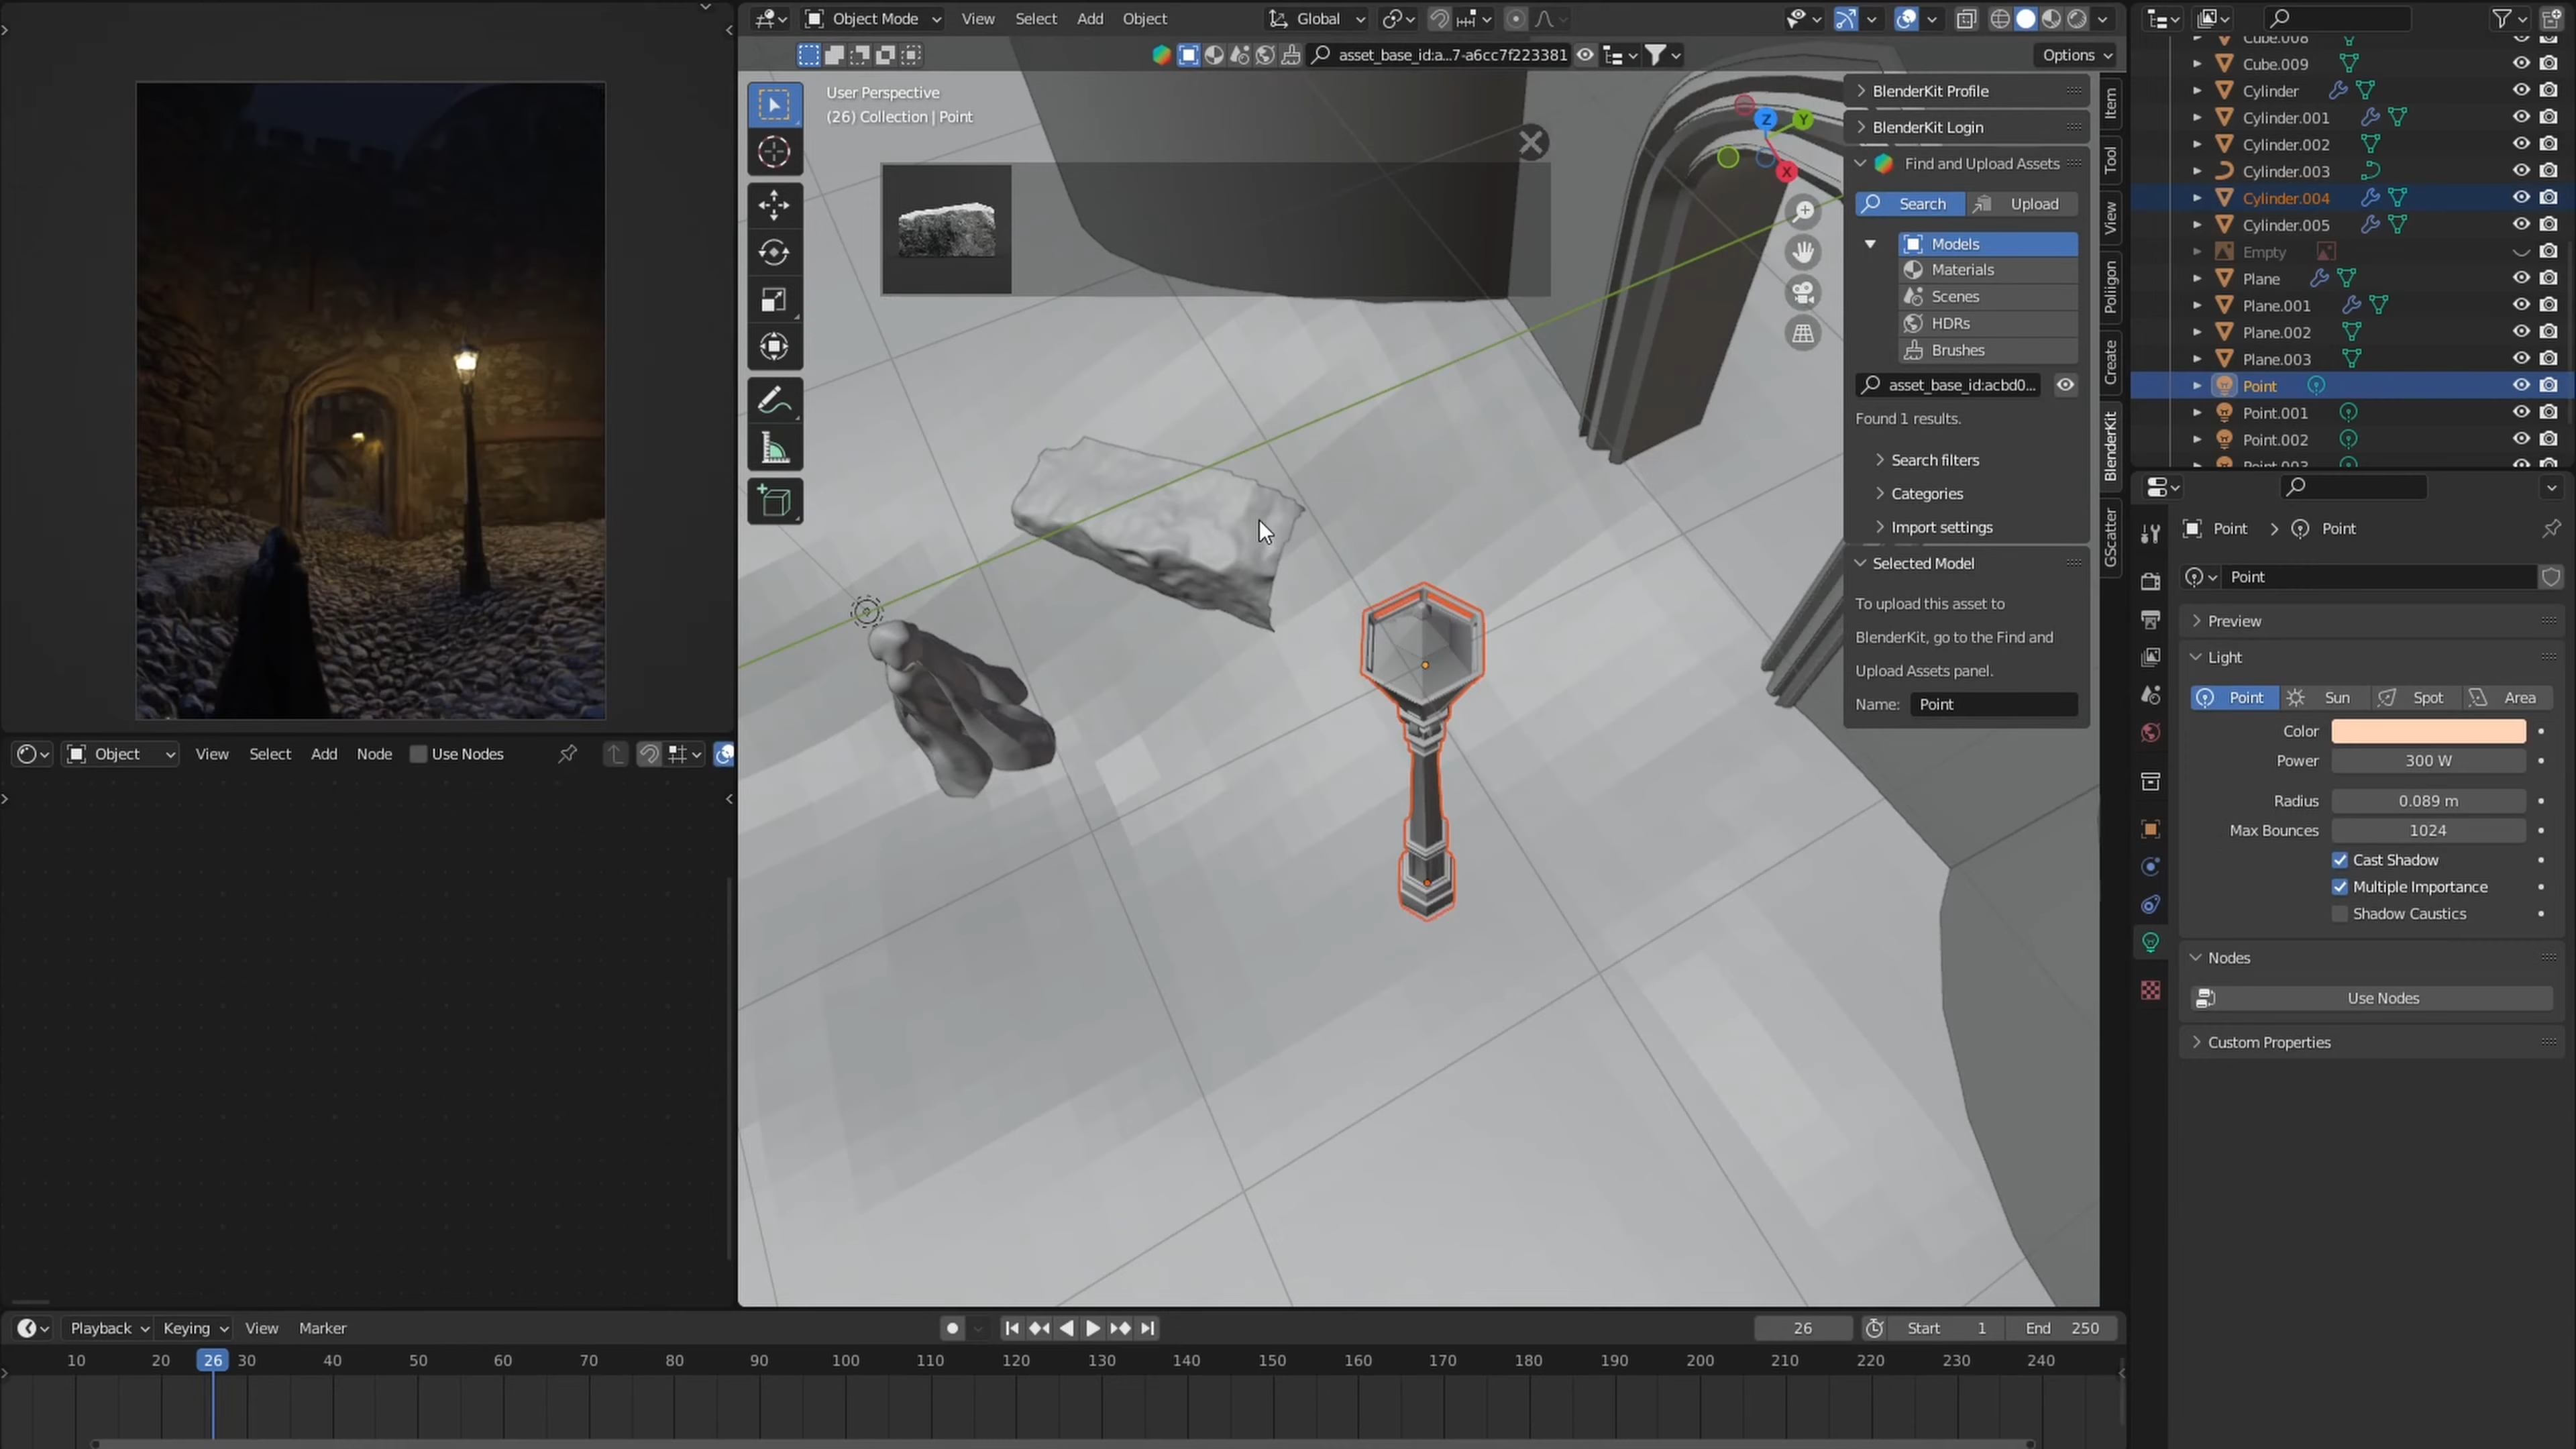 Object Mode
View
Select
Add
Object
Global
asset_base_id:a...7-a6cc7f223381
Options
User Perspective
(26) Collection | Point
Z
Y
X
BlenderKit Profile
BlenderKit Login
Find and Upload Assets
Search
Upload
Models
Materials
Scenes
HDRs
Brushes
asset_base_id:acbd0...
Found 1 results.
Search filters
Categories
Import settings
Selected Model
To upload this asset to
BlenderKit, go to the Find and
Upload Assets panel.
Name: Point
Item
Tool
View
Poliigon
Create
BlenderKit
GScatter
Cube.008
Cube.009
Cylinder
Cylinder.001
Cylinder.002
Cylinder.003
Cylinder.004
Cylinder.005
Empty
Plane
Plane.001
Plane.002
Plane.003
Point
Point.001
Point.002
Point.003
Point
Point
Point
Preview
Light
Point
Sun
Spot
Area
Color
Power 300 W
Radius 0.089 m
Max Bounces 1024
Cast Shadow
Multiple Importance
Shadow Caustics
Nodes
Use Nodes
Custom Properties
Object
View
Select
Add
Node
Use Nodes
Playback
Keying
View
Marker
26
Start 1
End 250
10 20 26 30 40 50 60 70 80 90 100 110 120 130 140 150 160 170 180 190 200 210 220 230 240